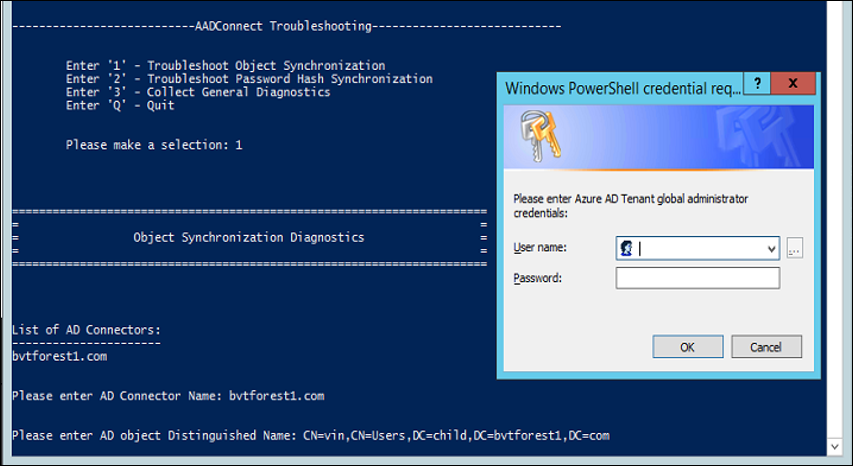 ----------------------------AADConnect Troubleshooting----------------------------
Enter '1' - Troubleshoot Object Synchronization
Enter '2' - Troubleshoot Password Hash Synchronization
Enter '3' - Collect General Diagnostics
Enter 'Q' - Quit
Please make a selection: 1
======================================================================
=                                                                    =
=                 Object Synchronization Diagnostics                 =
=                                                                    =
======================================================================
List of AD Connectors:
----------------------
bvtforest1.com
Please enter AD Connector Name: bvtforest1.com
Please enter AD object Distinguished Name: CN=vin,CN=Users,DC=child,DC=bvtforest1,DC=com
Windows PowerShell credential req...
?
X
Please enter Azure AD Tenant global administrator
credentials:
User name:
...
Password:
OK
Cancel